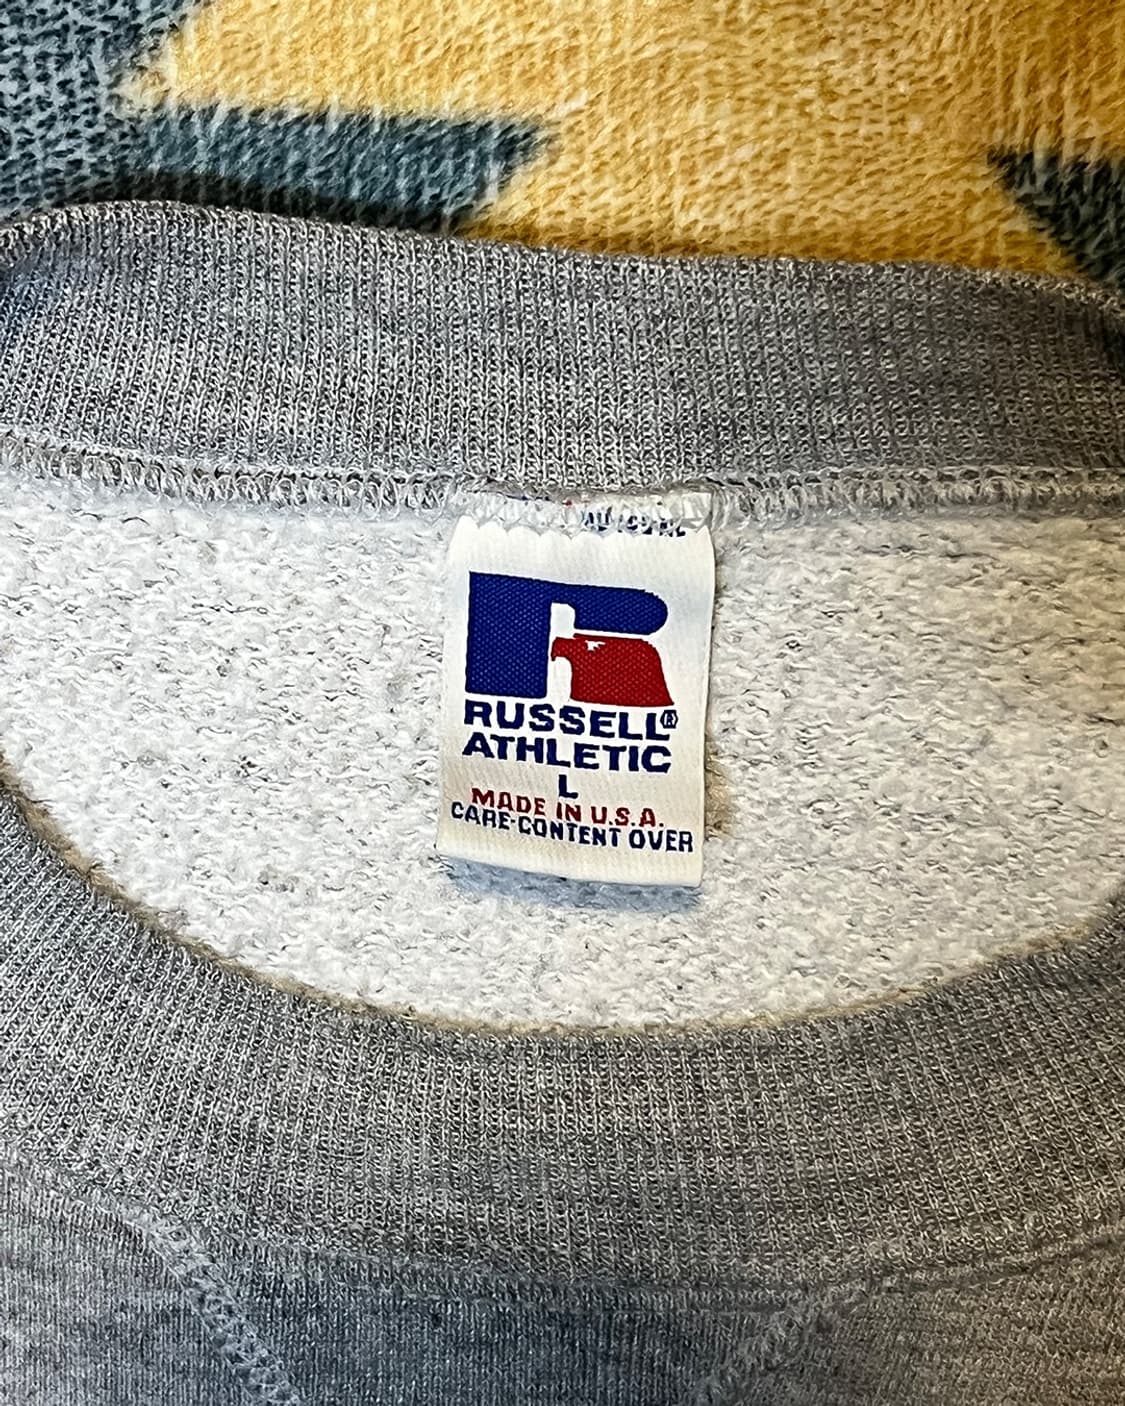 RUSSELL®
ATHLETIC
L
MADE IN U.S.A.
CARE-CONTENT OVER